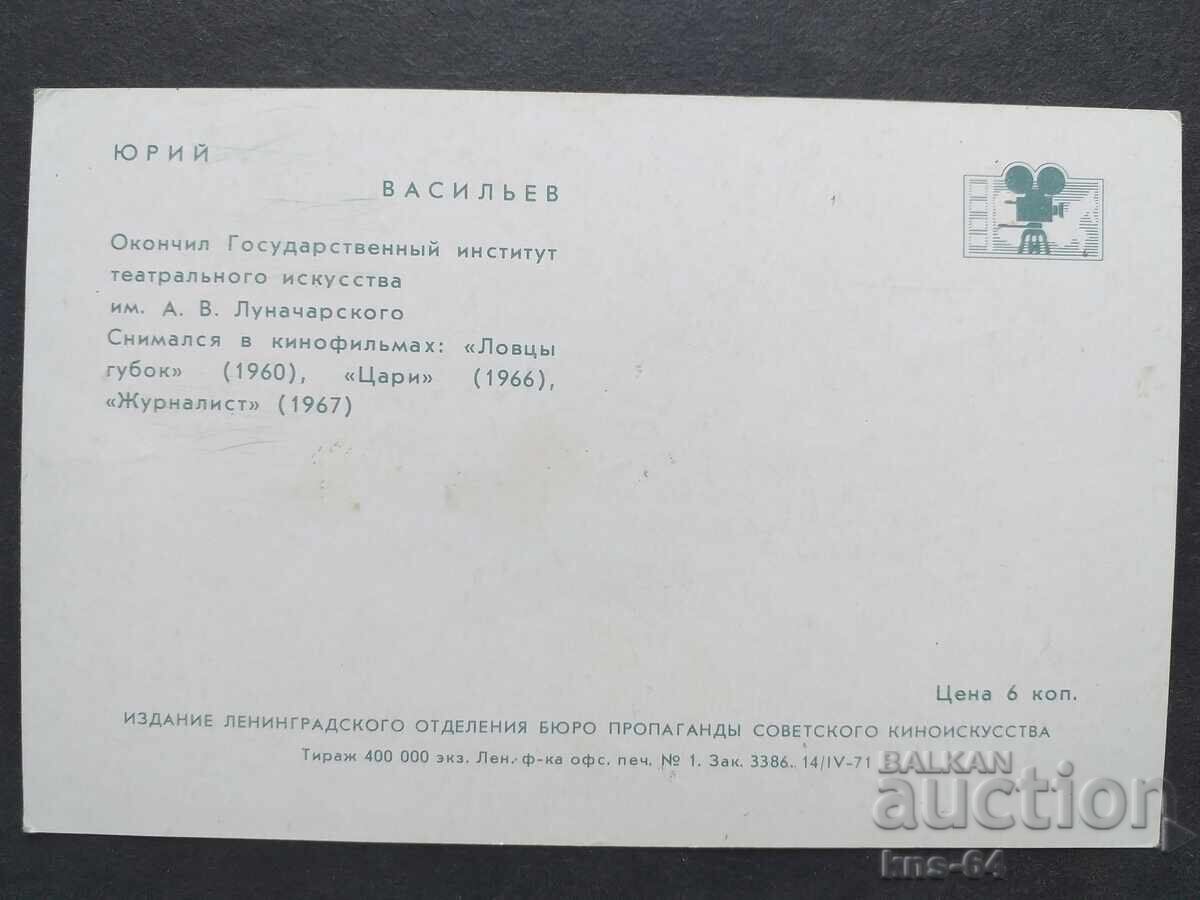 ЮРИЙ
ВАСИЛЬЕВ
Окончил Государственный институт
театрального искусства
им. А. В. Луначарского
Снимался в кинофильмах: «Ловцы
губок» (1960), «Цари» (1966),
«Журналист» (1967)
Цена 6 коп.
ИЗДАНИЕ ЛЕНИНГРАДСКОГО ОТДЕЛЕНИЯ БЮРО ПРОПАГАНДЫ СОВЕТСКОГО КИНОИСКУССТВА
Тираж 400 000 экз. Лен. ф-ка офс. печ. № 1. Зак. 3386. 14/IV-71
BALKAN
auction
kns-64